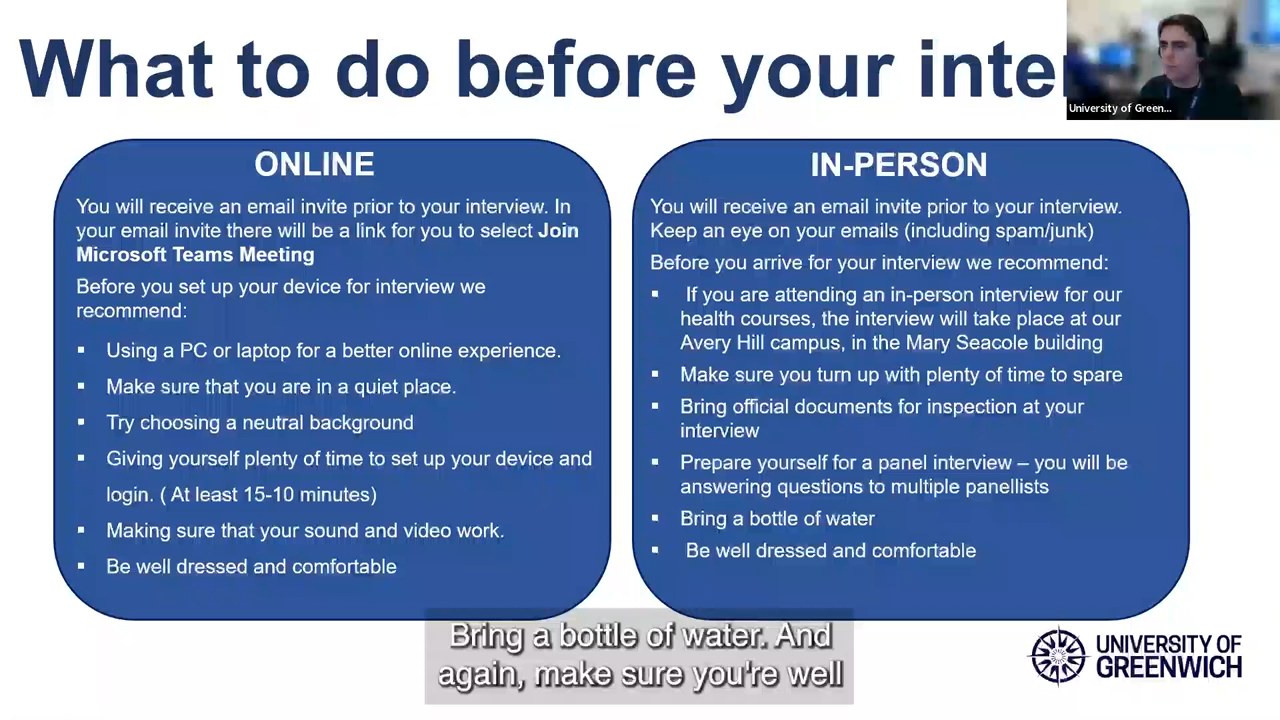 What to do before your inter
University of Green...
ONLINE
You will receive an email invite prior to your interview. In
your email invite there will be a link for you to select Join
Microsoft Teams Meeting
Before you set up your device for interview we
recommend:
▪ Using a PC or laptop for a better online experience.
▪ Make sure that you are in a quiet place.
▪ Try choosing a neutral background
▪ Giving yourself plenty of time to set up your device and
login. ( At least 15-10 minutes)
▪ Making sure that your sound and video work.
▪ Be well dressed and comfortable
IN-PERSON
You will receive an email invite prior to your interview.
Keep an eye on your emails (including spam/junk)
Before you arrive for your interview we recommend:
▪ If you are attending an in-person interview for our
health courses, the interview will take place at our
Avery Hill campus, in the Mary Seacole building
▪ Make sure you turn up with plenty of time to spare
▪ Bring official documents for inspection at your
interview
▪ Prepare yourself for a panel interview – you will be
answering questions to multiple panellists
▪ Bring a bottle of water
▪ Be well dressed and comfortable
Bring a bottle of water. And
again, make sure you're well
UNIVERSITY OF
GREENWICH